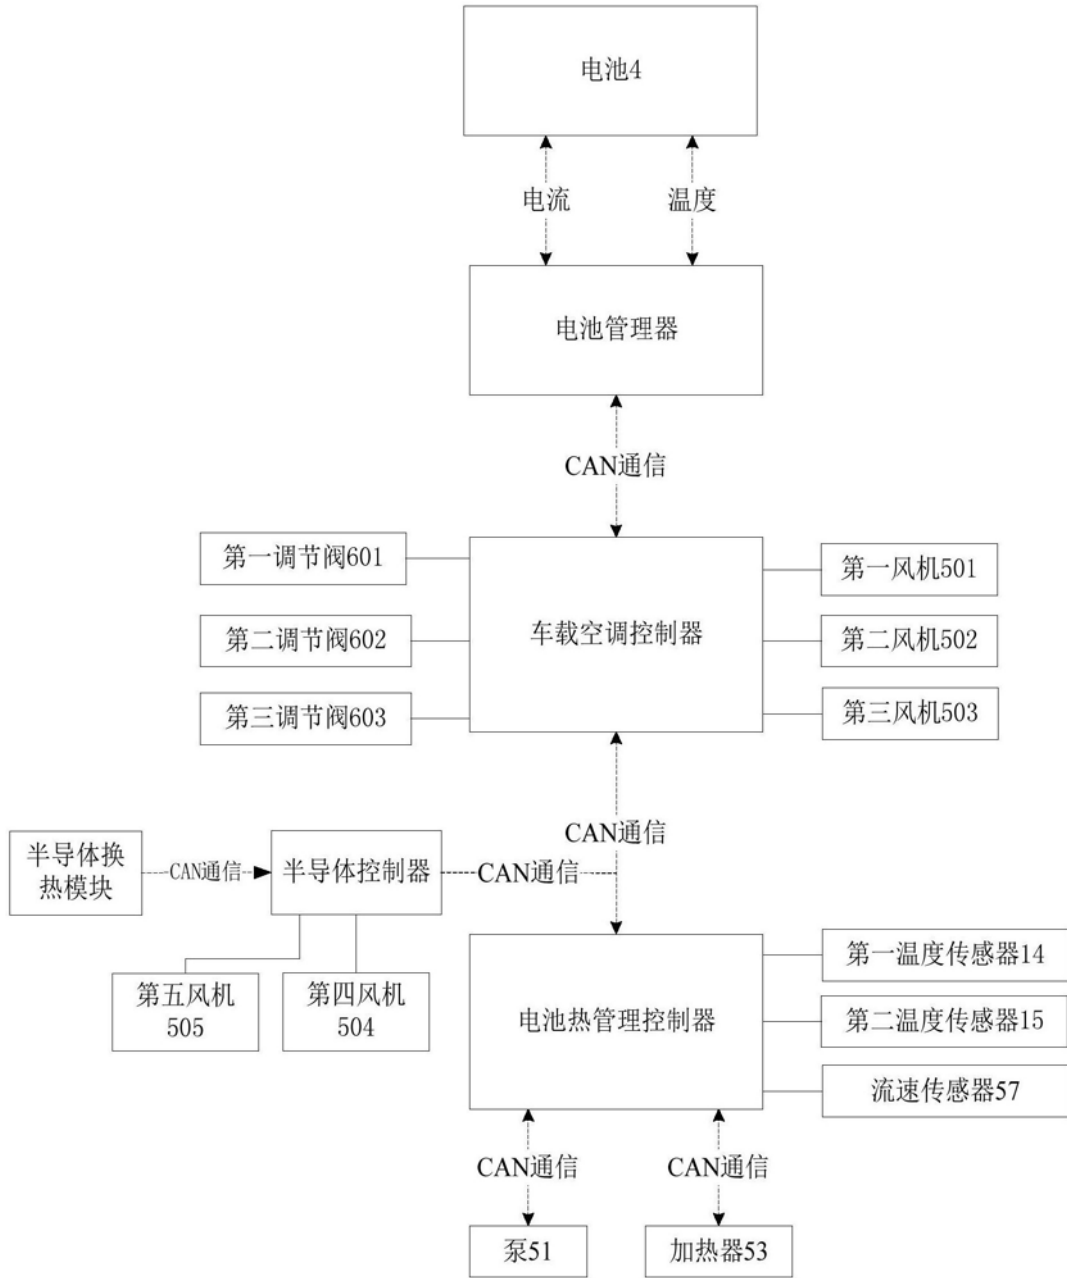 电池4
电流
温度
电池管理器
CAN通信
第一调节阀601
第二调节阀602
第三调节阀603
车载空调控制器
第一风机501
第二风机502
第三风机503
CAN通信
半导体换
热模块
CAN通信
半导体控制器
CAN通信
第五风机
505
第四风机
504
电池热管理控制器
第一温度传感器14
第二温度传感器15
流速传感器57
CAN通信
CAN通信
泵51
加热器53